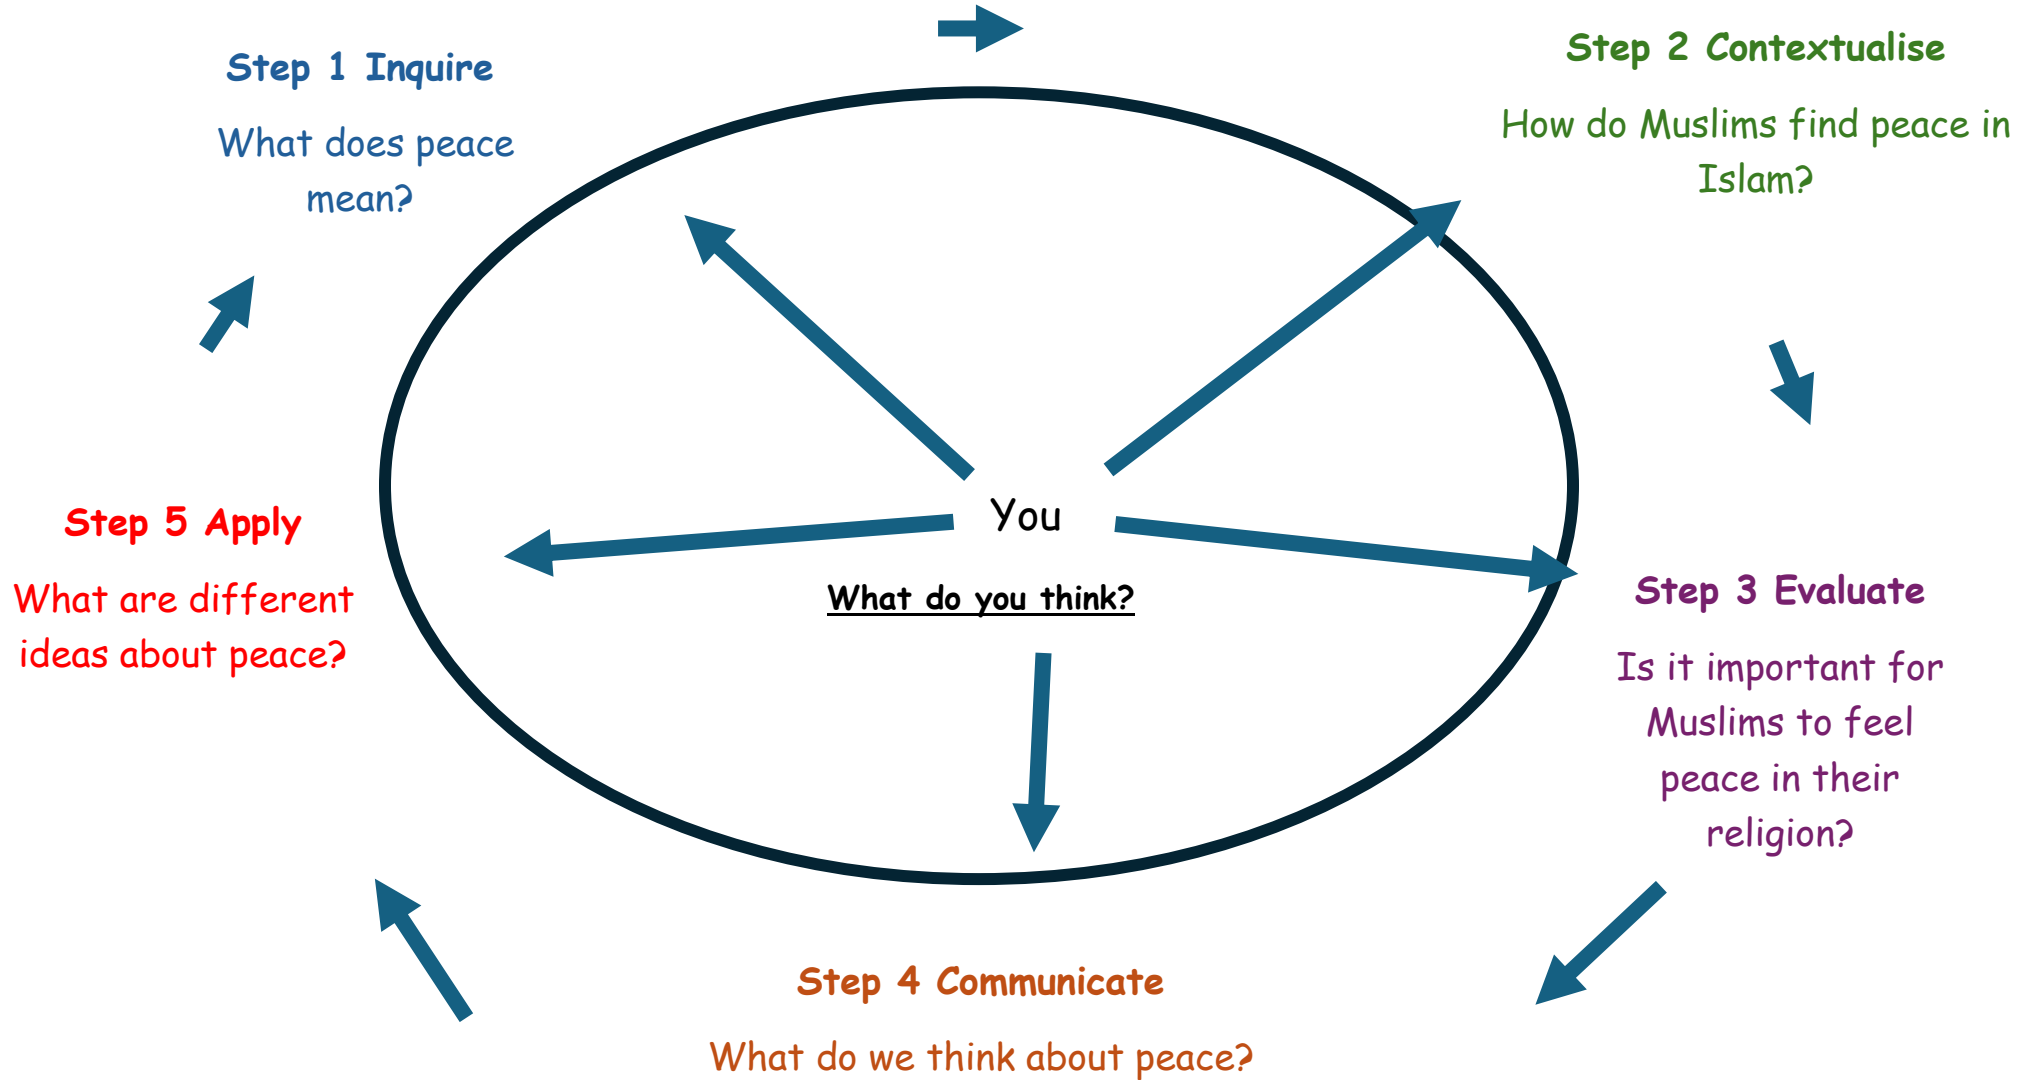 Step 1 Inquire
What does peace
mean?
Step 2 Contextualise
How do Muslims find peace in
Islam?
You
What do you think?
Step 3 Evaluate
Is it important for
Muslims to feel
peace in their
religion?
Step 4 Communicate
What do we think about peace?
Step 5 Apply
What are different
ideas about peace?